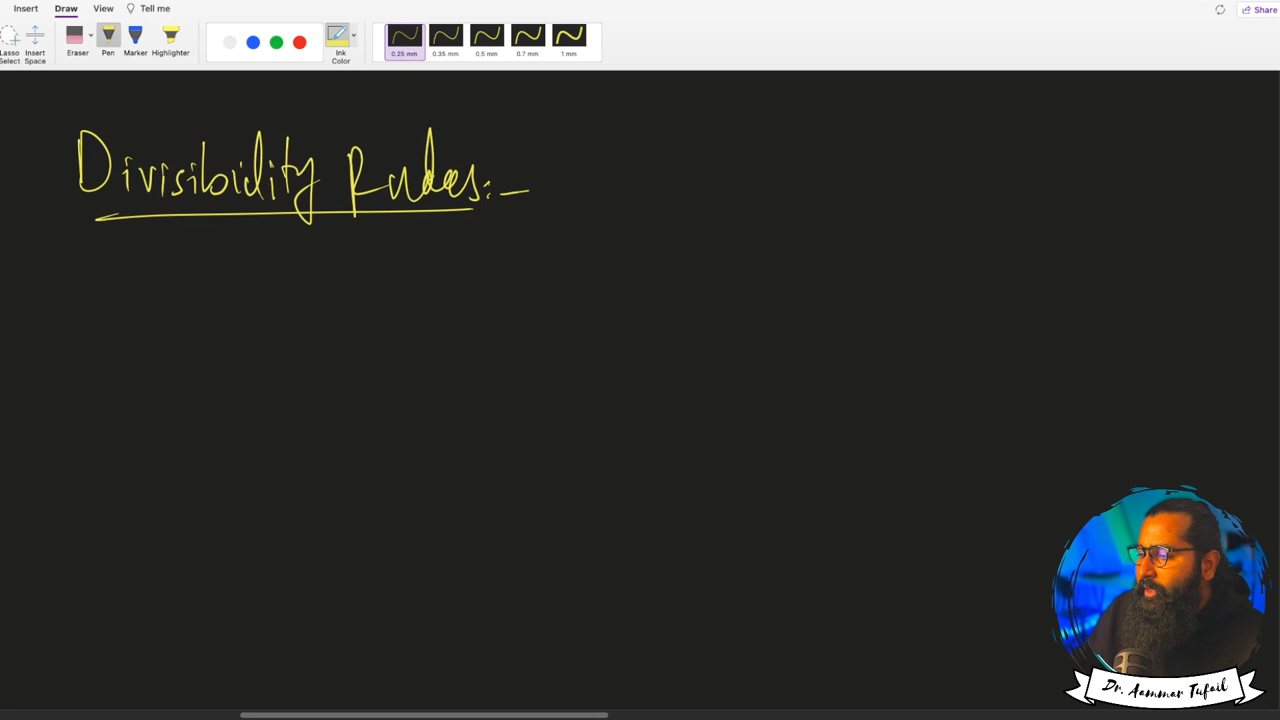 Insert Draw View Tell me Share
Lasso Select Insert Space Eraser Pen Marker Highlighter Ink Color 0.25 mm 0.35 mm 0.5 mm 0.7 mm 1 mm
Divisibility Rules:-
Dr. Aammar Tufail